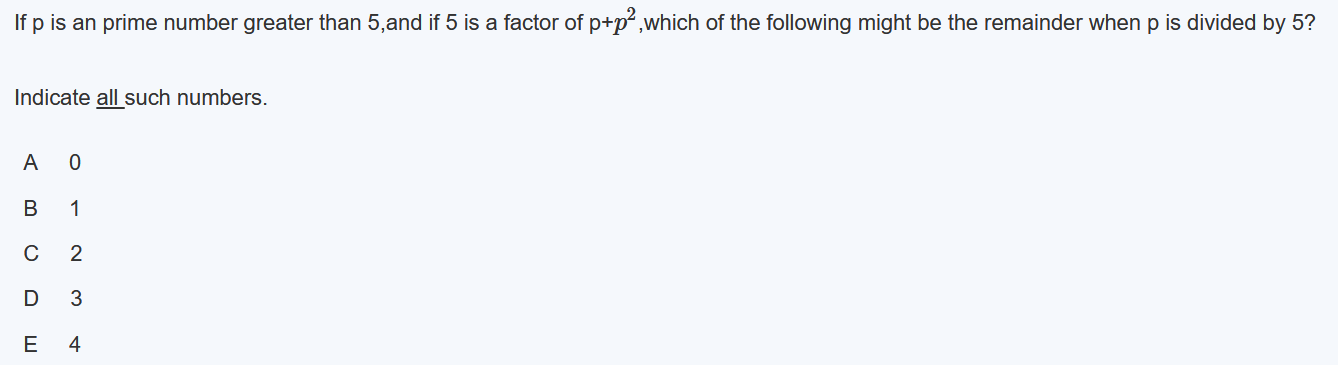 If p is an prime number greater than 5,and if 5 is a factor of p+p²,which of the following might be the remainder when p is divided by 5?
Indicate all such numbers.
A 0
B 1
C 2
D 3
E 4